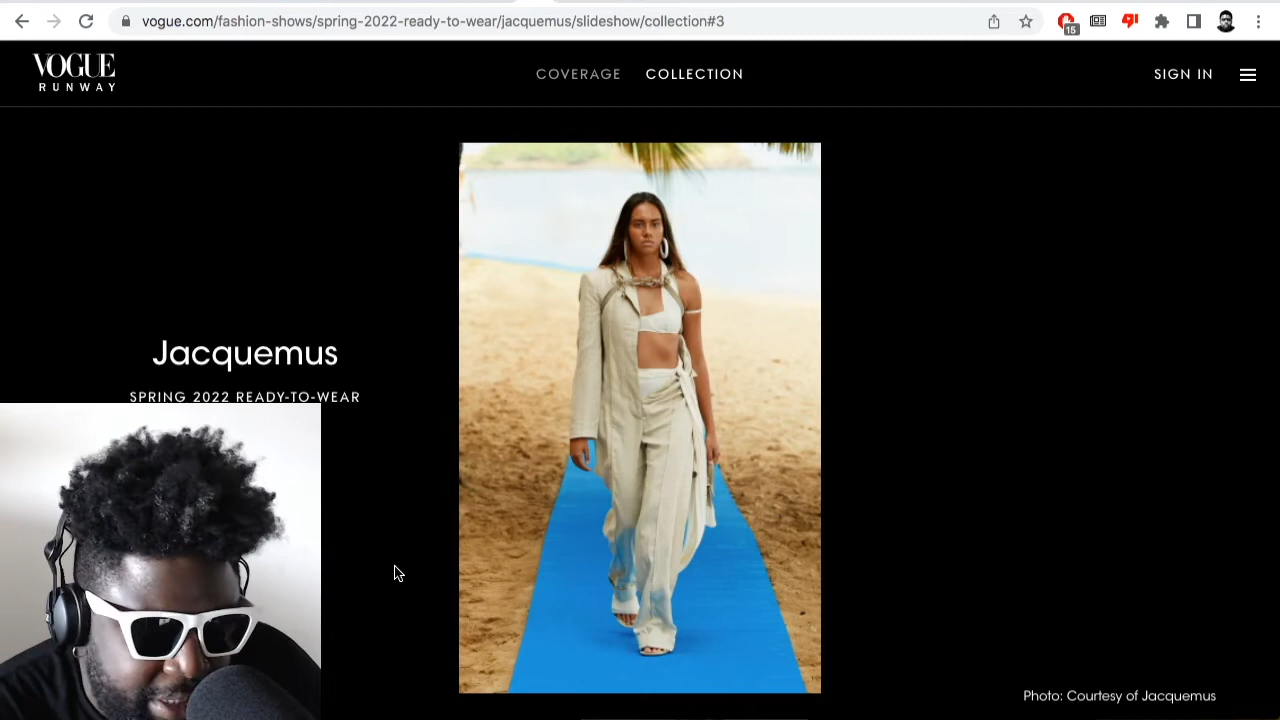 vogue.com/fashion-shows/spring-2022-ready-to-wear/jacquemus/slideshow/collection#3
15
VOGUE
RUNWAY
COVERAGE COLLECTION
SIGN IN
Jacquemus
SPRING 2022 READY-TO-WEAR
Photo: Courtesy of Jacquemus